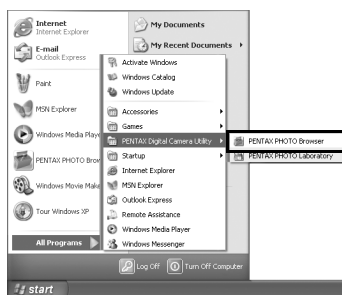 Internet
Internet Explorer
E-mail
Outlook Express
Paint
MSN Explorer
Windows Media Play
PENTAX PHOTO Brow
Windows Movie Make
Tour Windows XP
All Programs
My Documents
My Recent Documents
Activate Windows
Windows Catalog
Windows Update
Accessories
Games
PENTAX Digital Camera Utility
Startup
Internet Explorer
MSN Explorer
Outlook Express
Remote Assistance
Windows Media Player
Windows Messenger
PENTAX PHOTO Browser
PENTAX PHOTO Laboratory
Log Off
Turn Off Computer
start